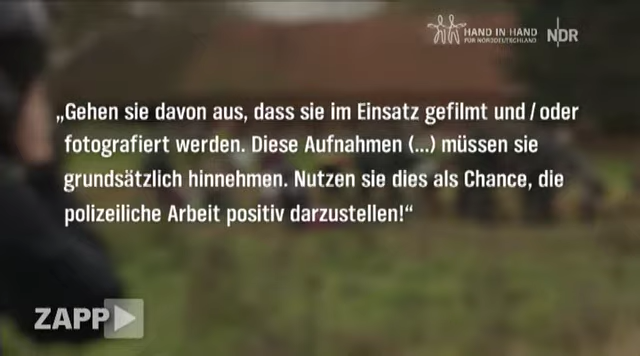 HAND IN HAND
FÜR NORDDEUTSCHLAND
NDR
„Gehen sie davon aus, dass sie im Einsatz gefilmt und / oder
fotografiert werden. Diese Aufnahmen (...) müssen sie
grundsätzlich hinnehmen. Nutzen sie dies als Chance, die
polizeiliche Arbeit positiv darzustellen!“
ZAPP